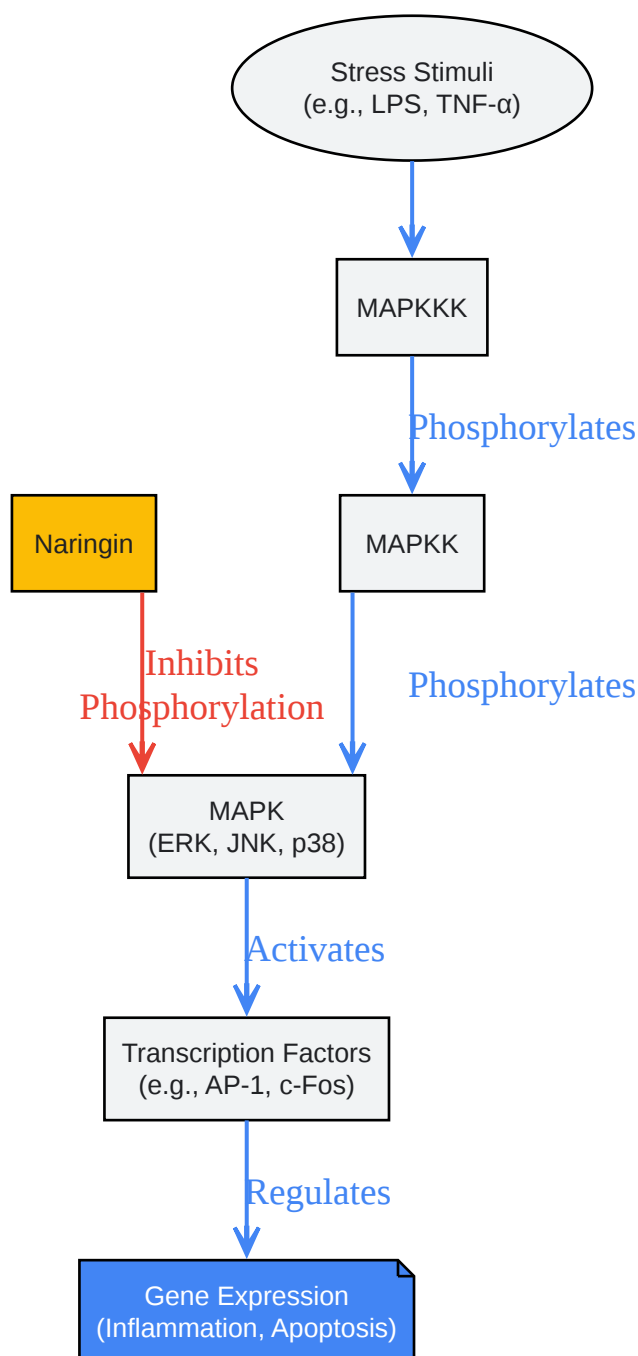 Stress Stimuli
(e.g., LPS, TNF-α)
MAPKKK
Phosphorylates
Naringin
MAPKK
Inhibits
Phosphorylation
Phosphorylates
MAPK
(ERK, JNK, p38)
Activates
Transcription Factors
(e.g., AP-1, c-Fos)
Regulates
Gene Expression
(Inflammation, Apoptosis)